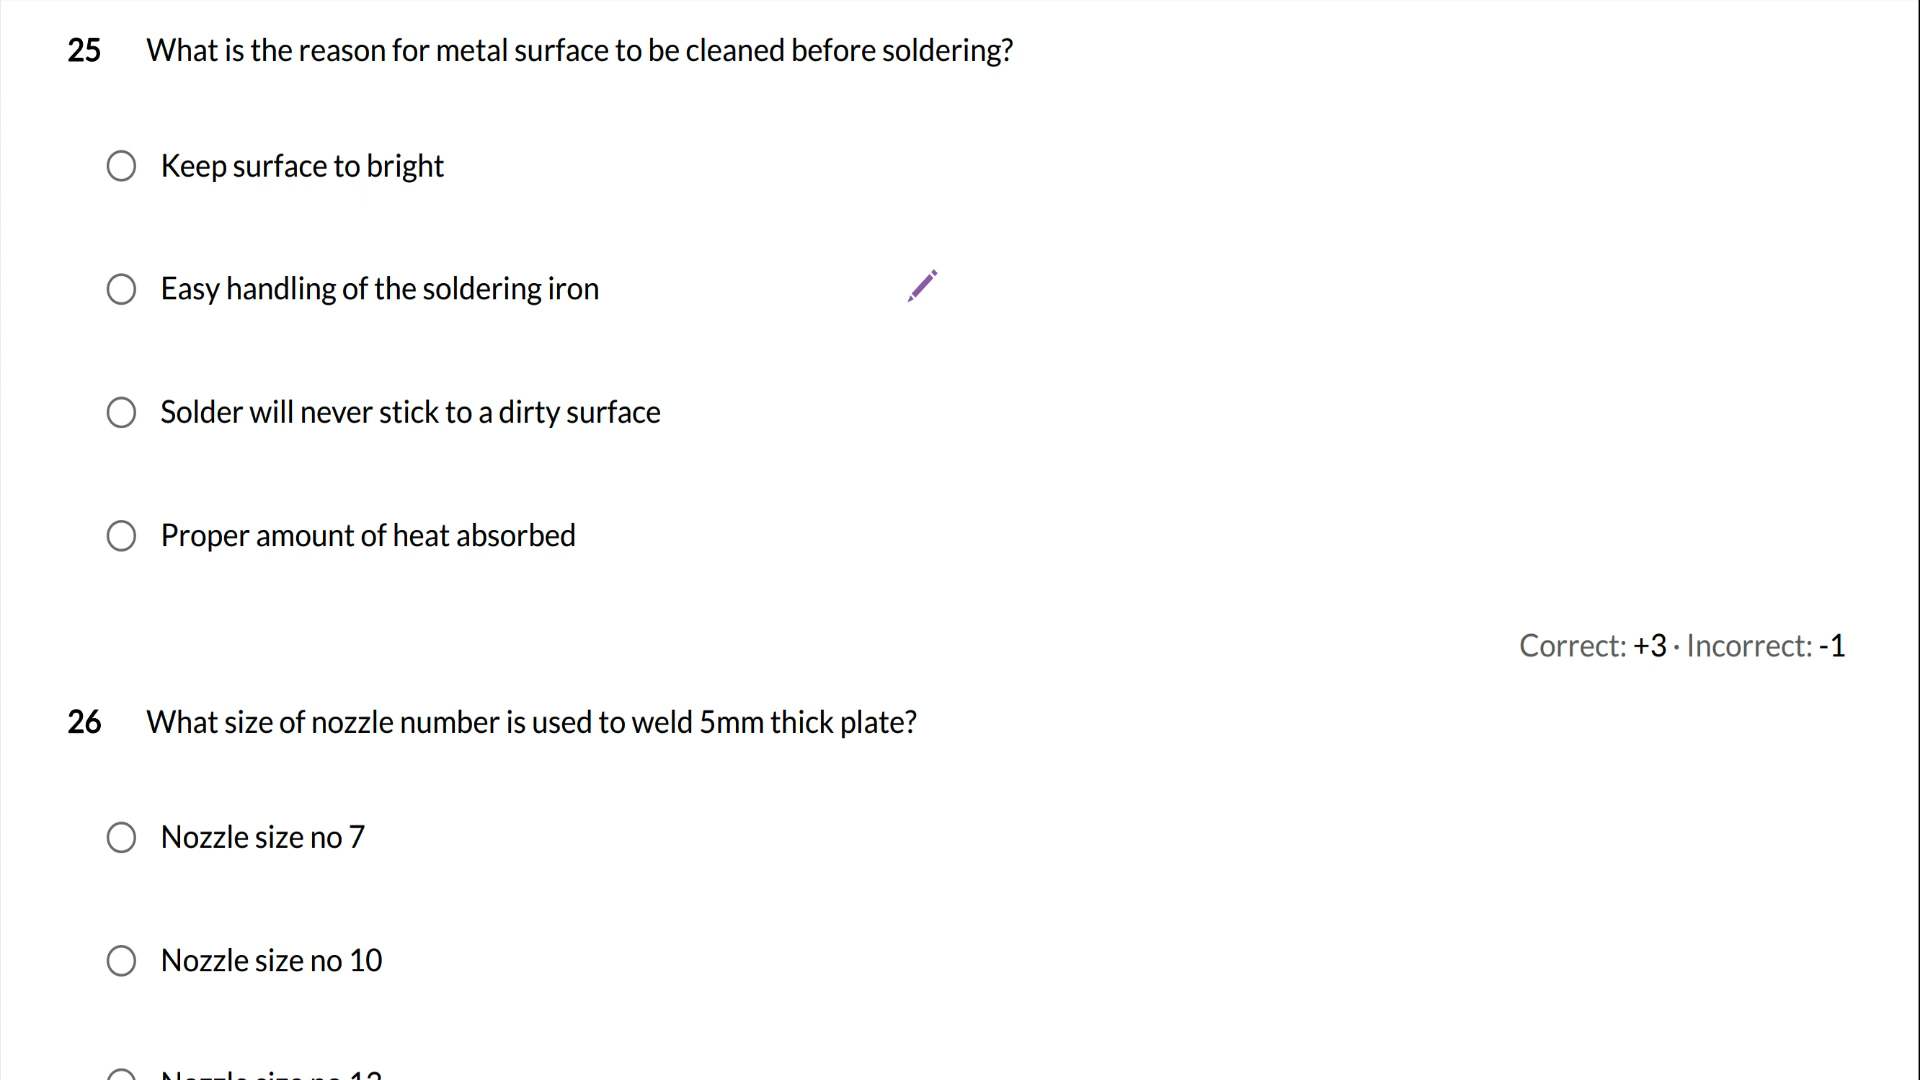 25 What is the reason for metal surface to be cleaned before soldering?
Keep surface to bright
Easy handling of the soldering iron
Solder will never stick to a dirty surface
Proper amount of heat absorbed
Correct: +3 · Incorrect: -1
26 What size of nozzle number is used to weld 5mm thick plate?
Nozzle size no 7
Nozzle size no 10